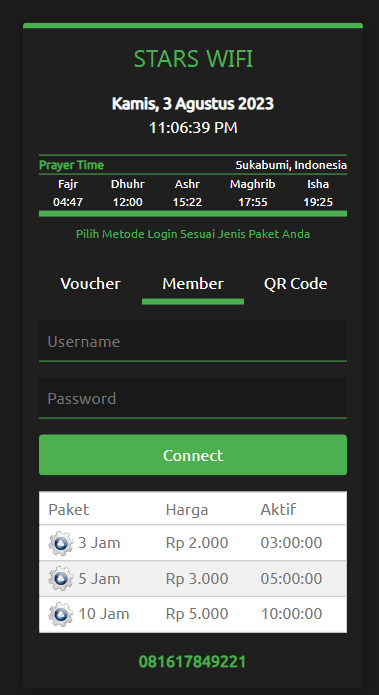 STARS WIFI
Kamis, 3 Agustus 2023
11:06:39 PM
Prayer Time Sukabumi, Indonesia
Fajr Dhuhr Ashr Maghrib Isha
04:47 12:00 15:22 17:55 19:25
Pilih Metode Login Sesuai Jenis Paket Anda
Voucher Member QR Code
Username
Password
Connect
Paket Harga Aktif
3 Jam Rp 2.000 03:00:00
5 Jam Rp 3.000 05:00:00
10 Jam Rp 5.000 10:00:00
081617849221